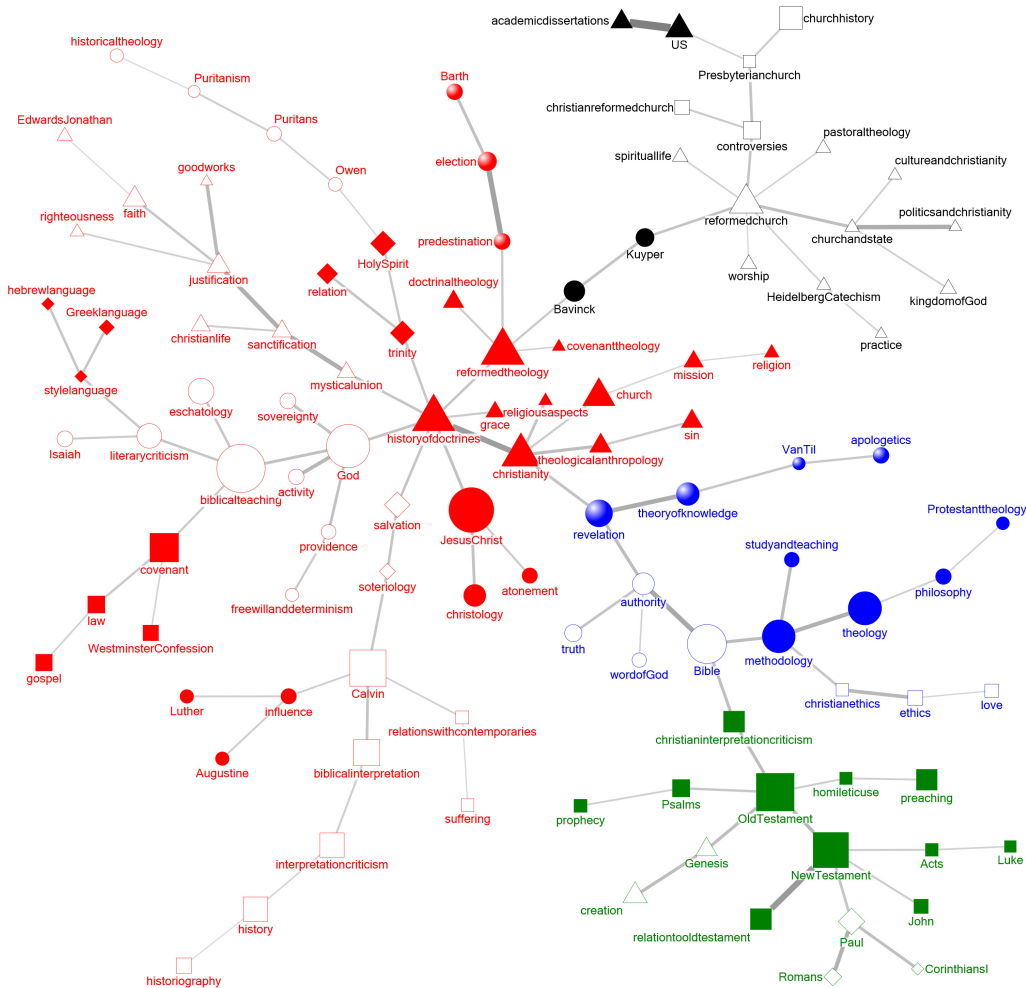 academicdissertations
US
churchhistory
historicaltheology
Presbyterianchurch
Puritanism
Barth
christianreformedchurch
EdwardsJonathan
Puritans
controversies
pastoraltheology
spirituallife
cultureandchristianity
goodworks
Owen
election
faith
righteousness
reformedchurch
politicsandchristianity
churchandstate
predestination
Kuyper
HolySpirit
worship
hebrewlanguage
justification
relation
doctrinaltheology
HeidelbergCatechism
kingdomofGod
Greeklanguage
Bavinck
christianlife
sanctification
trinity
covenanttheology
practice
reformedtheology
mission
religion
stylelanguage
mysticalunion
church
eschatology
sovereignty
religiousaspects
grace
historyofdoctrines
sin
apologetics
VanTil
Isaiah
literarycriticism
theologicalanthropology
God
christianity
activity
biblicalteaching
salvation
theoryofknowledge
Protestanttheology
revelation
JesusChrist
studyandteaching
providence
covenant
soteriology
atonement
philosophy
authority
freewillanddeterminism
law
christology
theology
WestminsterConfession
truth
wordofGod
Bible
methodology
gospel
Calvin
christianethics
ethics
love
Luther
influence
relationswithcontemporaries
christianinterpretationcriticism
Augustine
biblicalinterpretation
homileticuse
preaching
Psalms
prophecy
suffering
OldTestament
interpretationcriticism
Genesis
NewTestament
Acts
Luke
creation
history
John
relationtooldtestament
Paul
historiography
Romans
CorinthiansI